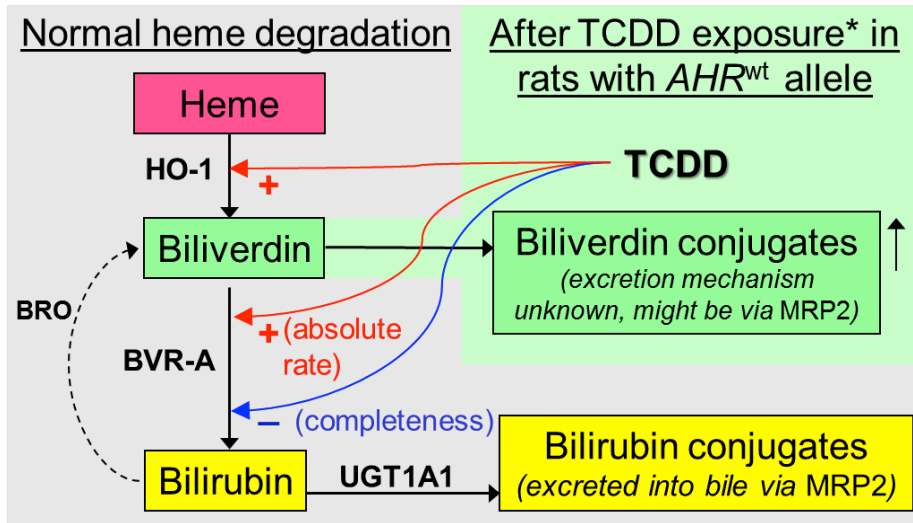 Normal heme degradation
After TCDD exposure* in
rats with AHRwt allele
Heme
HO-1
+
TCDD
Biliverdin
Biliverdin conjugates
(excretion mechanism
unknown, might be via MRP2)
BRO
+ (absolute
rate)
BVR-A
– (completeness)
Bilirubin
UGT1A1
Bilirubin conjugates
(excreted into bile via MRP2)